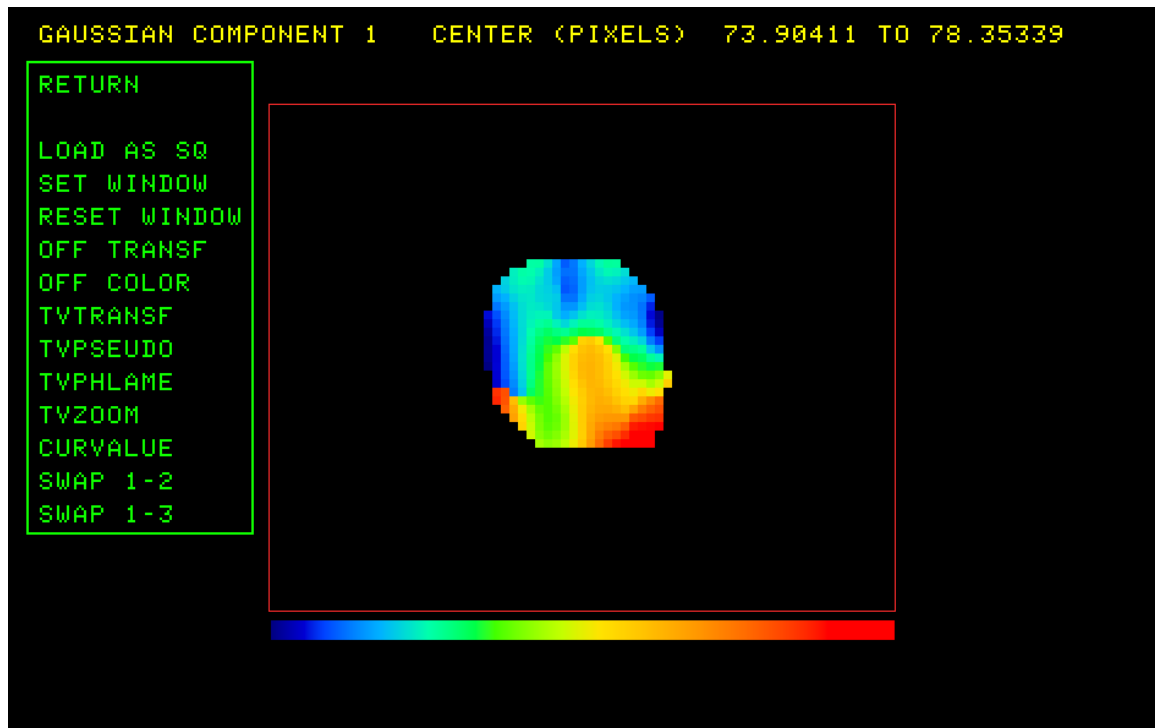 GAUSSIAN COMPONENT 1 CENTER (PIXELS) 73.90411 TO 78.35339
RETURN
LOAD AS SQ
SET WINDOW
RESET WINDOW
OFF TRANSF
OFF COLOR
TVTRANSF
TVPSEUDO
TVPHLAME
TVZOOM
CURVALUE
SWAP 1-2
SWAP 1-3